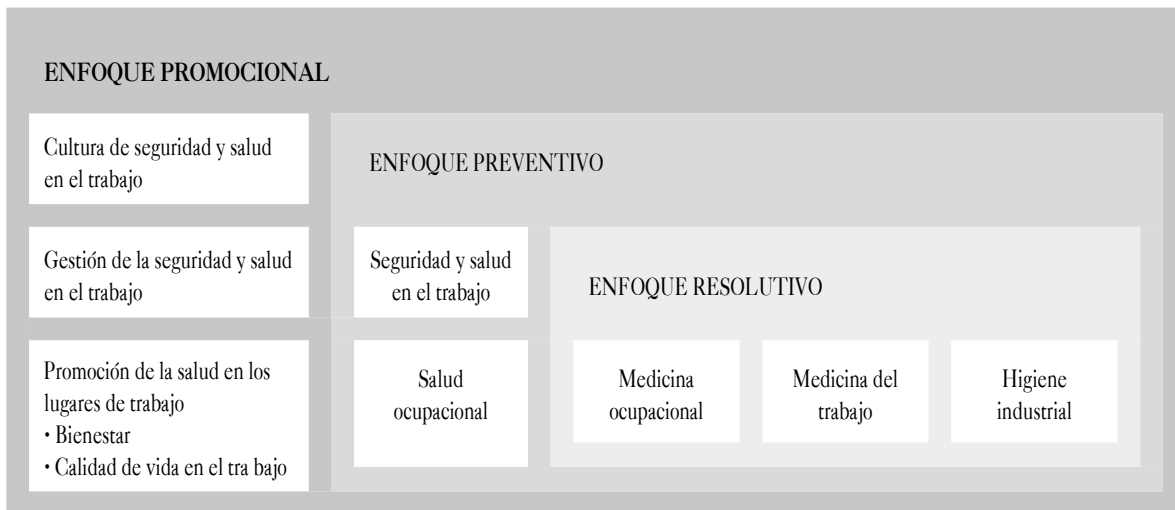 ENFOQUE PROMOCIONAL
Cultura de seguridad y salud
en el trabajo
ENFOQUE PREVENTIVO
Gestión de la seguridad y salud
en el trabajo
Seguridad y salud
en el trabajo
ENFOQUE RESOLUTIVO
Promoción de la salud en los
lugares de trabajo
• Bienestar
• Calidad de vida en el tra bajo
Salud
ocupacional
Medicina
ocupacional
Medicina del
trabajo
Higiene
industrial